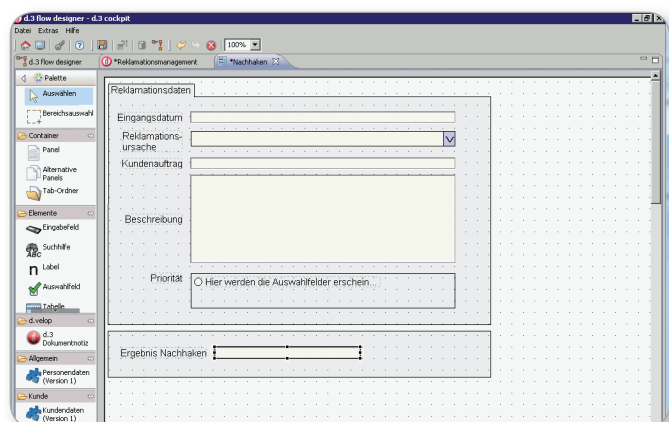 d.3 flow designer - d.3 cockpit
Datei Extras Hilfe
100%
d.3 flow designer
*Reklamationsmanagement
*Nachhaken
Palette
Auswählen
Bereichsauswahl
Container
Panel
Alternative
Panels
Tab-Ordner
Elemente
Eingabefeld
ABC
Suchhilfe
n Label
Auswahlfeld
Tabelle
d.velop
d.3
Dokumentnotiz
Allgemein
Personendaten
(Version 1)
Kunde
Kundendaten
(Version 1)
Reklamationsdaten
Eingangsdatum
Reklamations-
ursache
Kundenauftrag
Beschreibung
Priorität
Hier werden die Auswahlfelder erschein...
Ergebnis Nachhaken